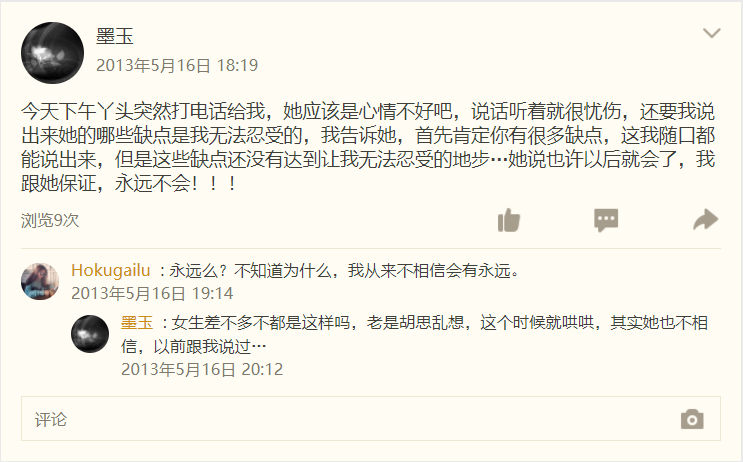 墨玉
2013年5月16日 18:19
今天下午丫头突然打电话给我，她应该是心情不好吧，说话听着就很忧伤，还要我说
出来她的哪些缺点是我无法忍受的，我告诉她，首先肯定你有很多缺点，这我随口都
能说出来，但是这些缺点还没有达到让我无法忍受的地步…她说也许以后就会了，我
跟她保证，永远不会！！！
浏览9次
Hokugailu ：永远么？不知道为什么，我从来不相信会有永远。
2013年5月16日 19:14
墨玉 ：女生差不多不都是这样吗，老是胡思乱想，这个时候就哄哄，其实她也不相
信，以前跟我说过…
2013年5月16日 20:12
评论